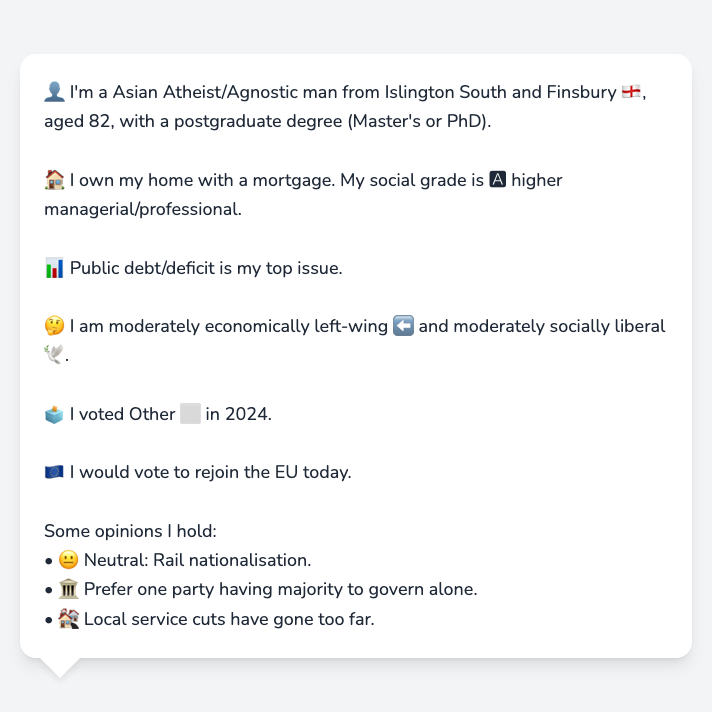 👤 I'm a Asian Atheist/Agnostic man from Islington South and Finsbury 🏴󠁧󠁢󠁥󠁮󠁧󠁿,
aged 82, with a postgraduate degree (Master's or PhD).
🏠 I own my home with a mortgage. My social grade is 🅰 higher
managerial/professional.
📊 Public debt/deficit is my top issue.
🤔 I am moderately economically left-wing ⬅️ and moderately socially liberal
🕊️.
🗳️ I voted Other ⬜ in 2024.
🇪🇺 I would vote to rejoin the EU today.
Some opinions I hold:
• 😐 Neutral: Rail nationalisation.
• 🏛️ Prefer one party having majority to govern alone.
• 🏚️ Local service cuts have gone too far.